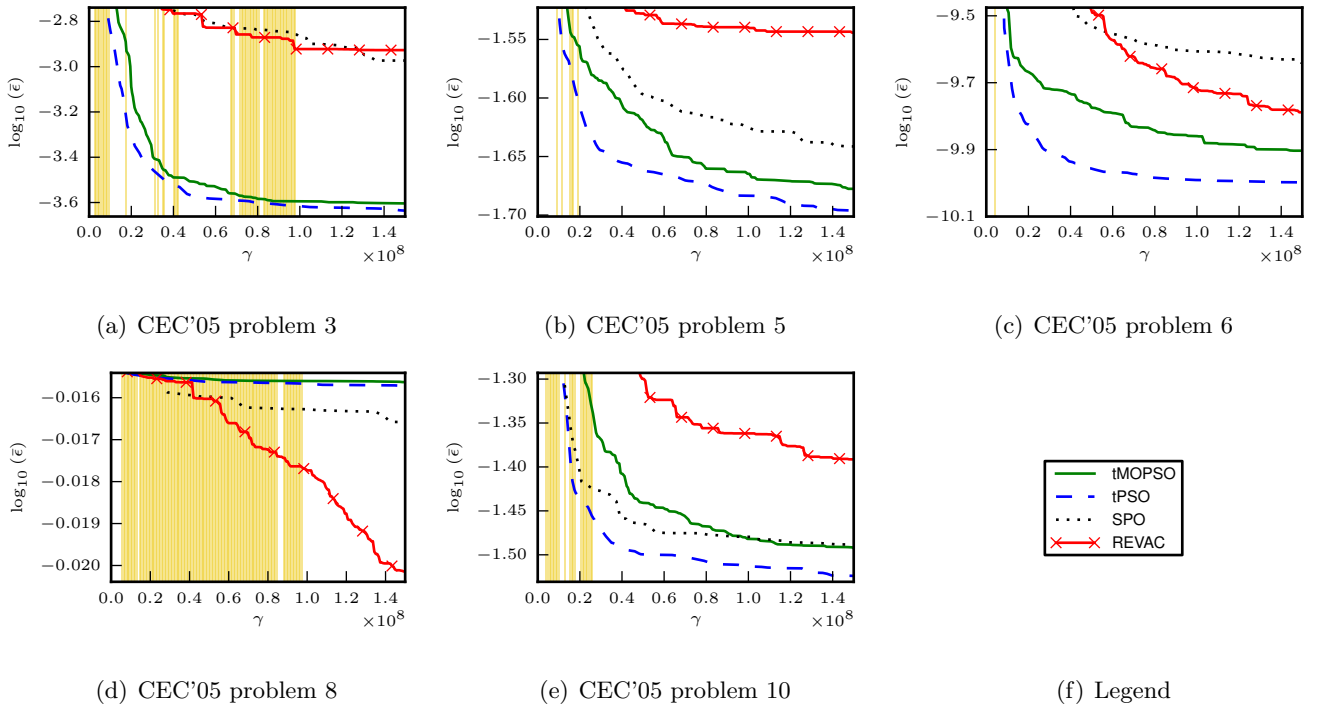 −2.8
−3.0
−3.2
−3.4
−3.6
log10 (ε̄)
0.0 0.2 0.4 0.6 0.8 1.0 1.2 1.4
γ ×10^8
(a) CEC'05 problem 3
−1.55
−1.60
−1.65
−1.70
log10 (ε̄)
0.0 0.2 0.4 0.6 0.8 1.0 1.2 1.4
γ ×10^8
(b) CEC'05 problem 5
−9.5
−9.7
−9.9
−10.1
log10 (ε̄)
0.0 0.2 0.4 0.6 0.8 1.0 1.2 1.4
γ ×10^8
(c) CEC'05 problem 6
−0.016
−0.017
−0.018
−0.019
−0.020
log10 (ε̄)
0.0 0.2 0.4 0.6 0.8 1.0 1.2 1.4
γ ×10^8
(d) CEC'05 problem 8
−1.30
−1.35
−1.40
−1.45
−1.50
log10 (ε̄)
0.0 0.2 0.4 0.6 0.8 1.0 1.2 1.4
γ ×10^8
(e) CEC'05 problem 10
tMOPSO
tPSO
SPO
REVAC
(f) Legend